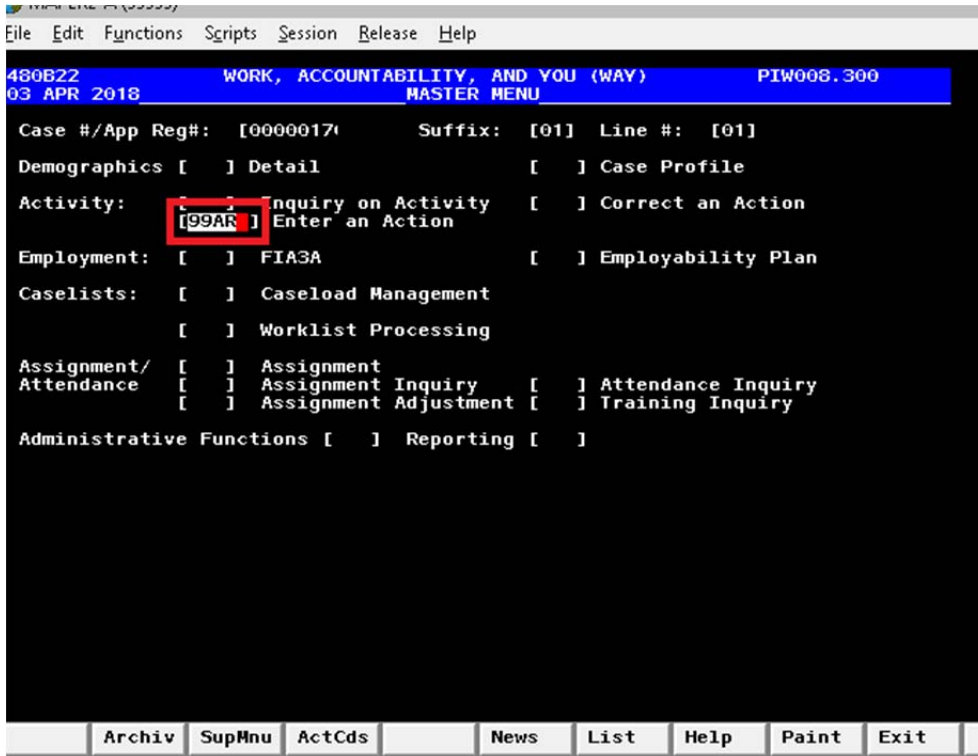 File Edit Functions Scripts Session Release Help
480B22 WORK, ACCOUNTABILITY, AND YOU (WAY) PIW008.300
03 APR 2018 MASTER MENU
Case #/App Reg#: [0000017 Suffix: [01] Line #: [01]
Demographics [ ] Detail [ ] Case Profile
Activity: [ ] Inquiry on Activity [ ] Correct an Action
[99AR ] Enter an Action
Employment: [ ] FIA3A [ ] Employability Plan
Caselists: [ ] Caseload Management
[ ] Worklist Processing
Assignment/ [ ] Assignment
Attendance [ ] Assignment Inquiry [ ] Attendance Inquiry
[ ] Assignment Adjustment [ ] Training Inquiry
Administrative Functions [ ] Reporting [ ]
Archiv SupMnu ActCds News List Help Paint Exit